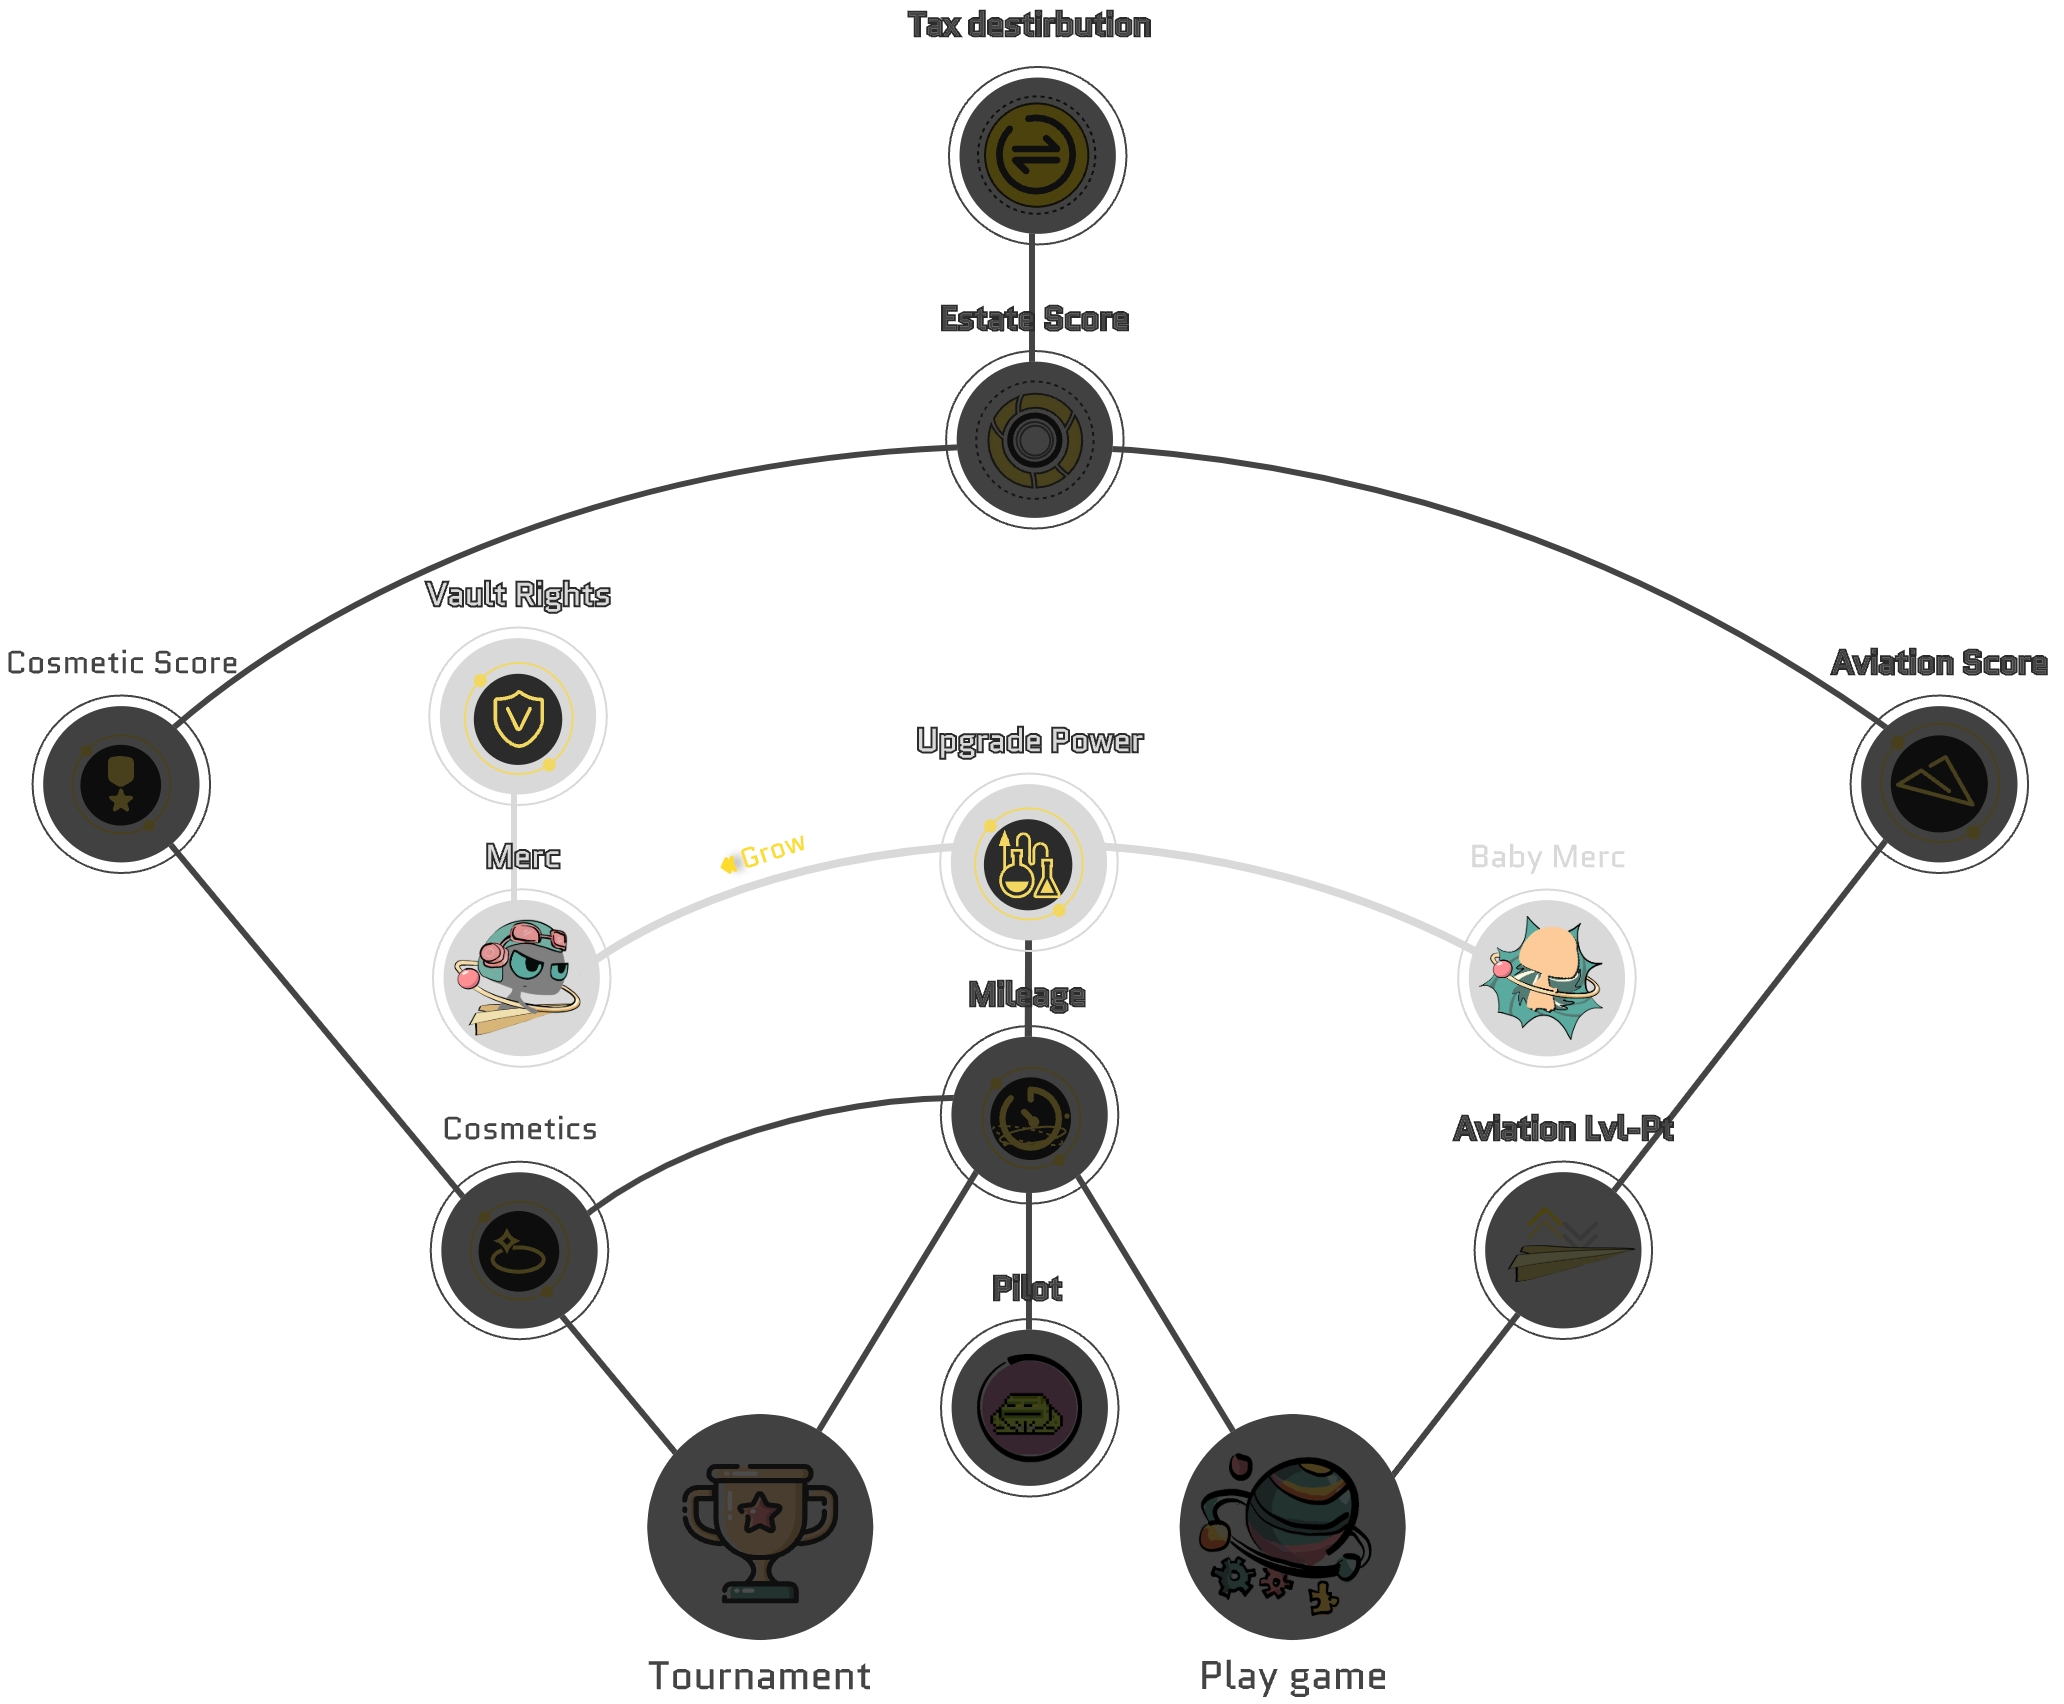 Tax destirbution
Estate Score
Vault Rights
Cosmetic Score
Aviation Score
Upgrade Power
Grow
Merc
Baby Merc
Mileage
Cosmetics
Aviation Lvl-Pt
Pilot
Tournament
Play game